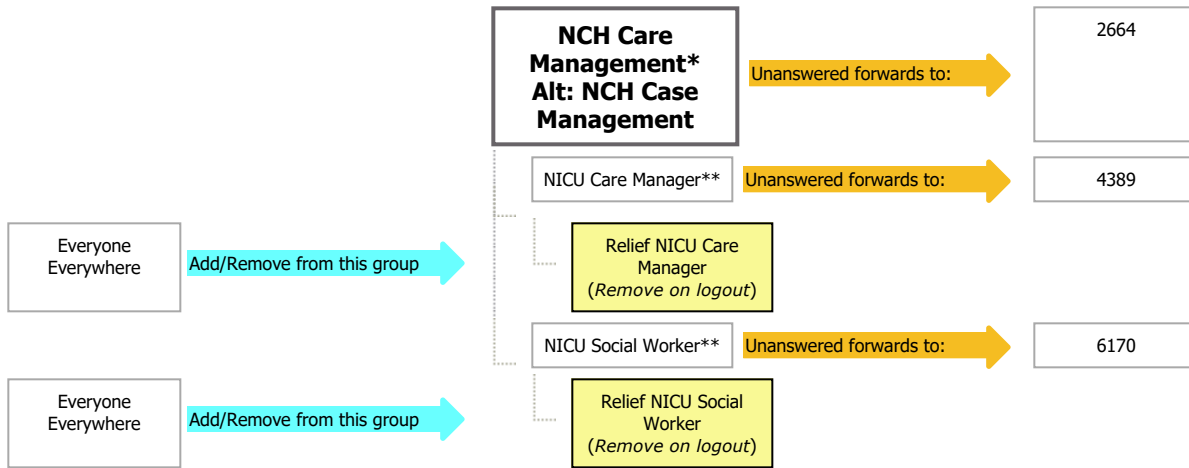 NCH Care
Management*
Alt: NCH Case
Management
Unanswered forwards to:
2664
NICU Care Manager**
Unanswered forwards to:
4389
Everyone
Everywhere
Add/Remove from this group
Relief NICU Care
Manager
(Remove on logout)
NICU Social Worker**
Unanswered forwards to:
6170
Everyone
Everywhere
Add/Remove from this group
Relief NICU Social
Worker
(Remove on logout)